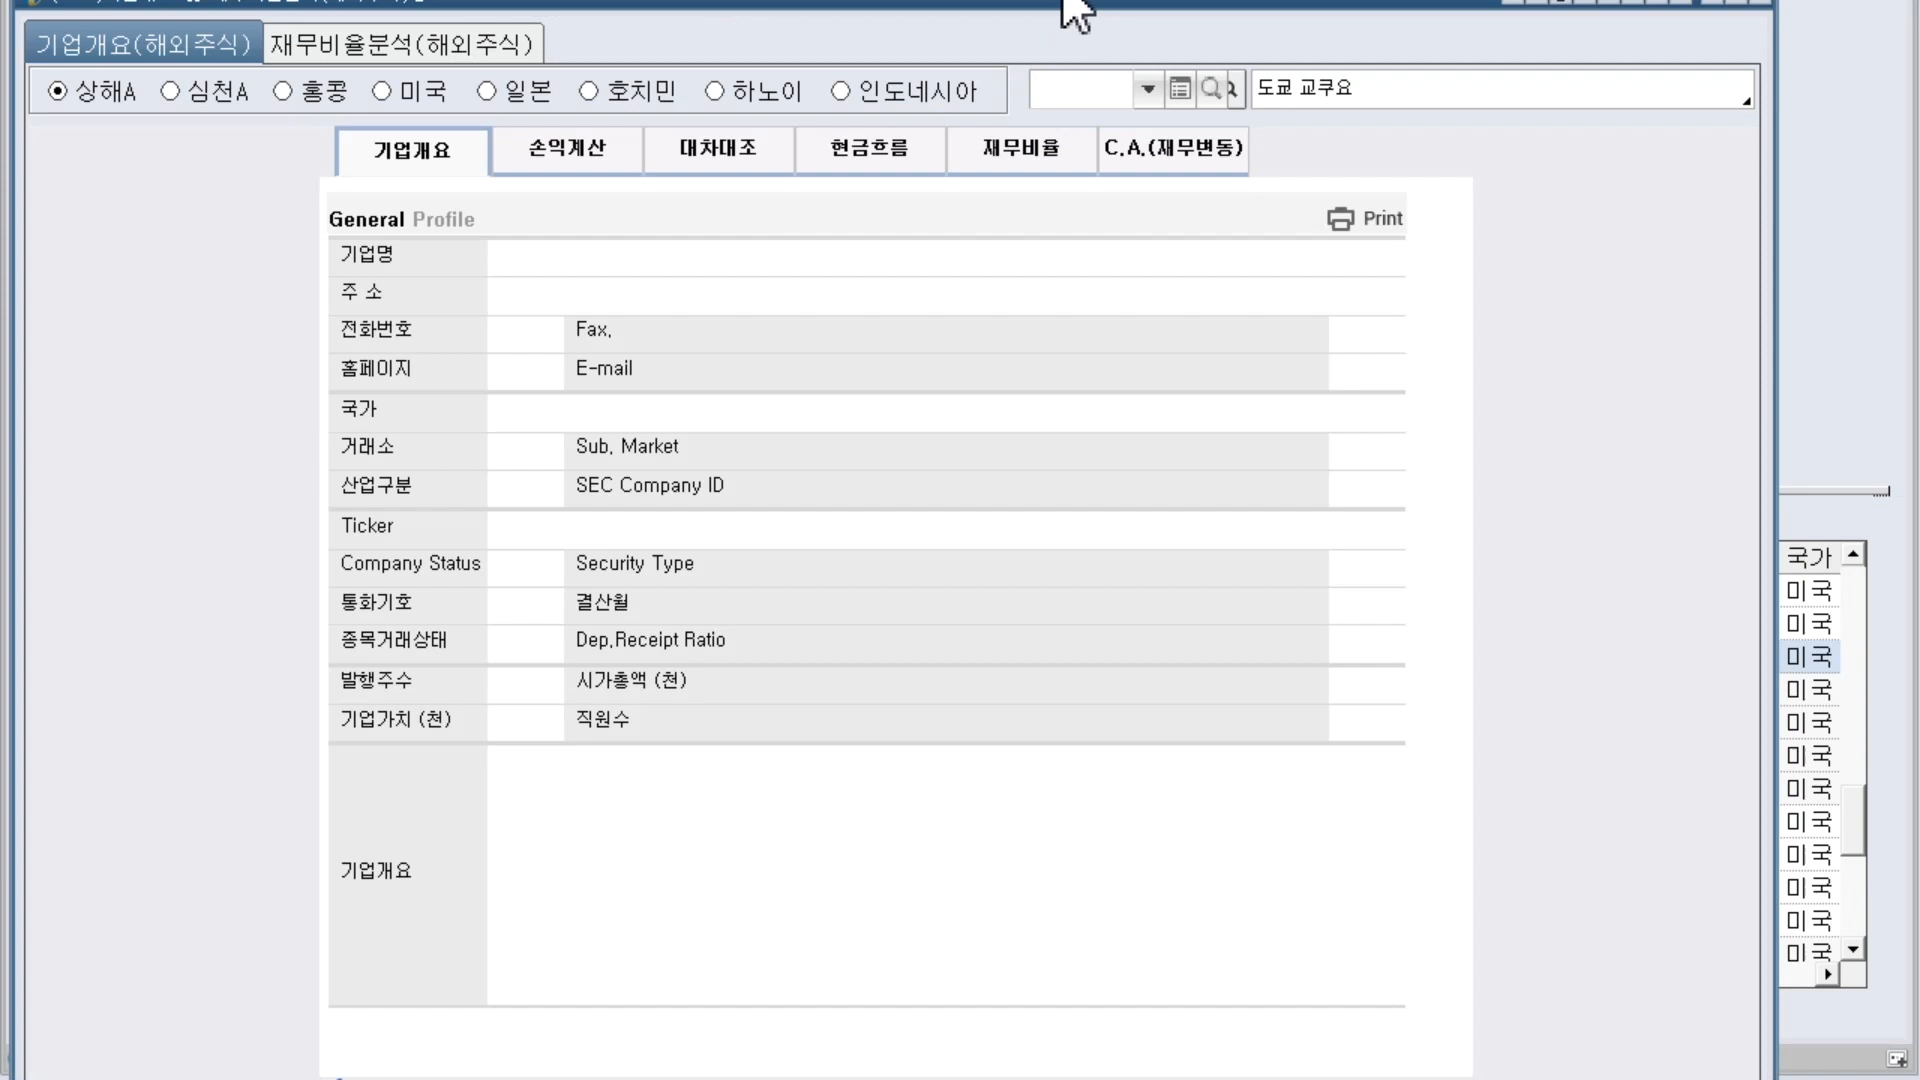 기업개요(해외주식) 재무비율분석(해외주식)
상해A 심천A 홍콩 미국 일본 호치민 하노이 인도네시아 도쿄 교쿠요
기업개요 손익계산 대차대조 현금흐름 재무비율 C.A.(재무변동)
General Profile Print
기업명
주 소
전화번호 Fax.
홈페이지 E-mail
국가
거래소 Sub. Market
산업구분 SEC Company ID
Ticker
Company Status Security Type
통화기호 결산월
종목거래상태 Dep.Receipt Ratio
발행주수 시가총액 (천)
기업가치 (천) 직원수
기업개요
국가
미국
미국
미국
미국
미국
미국
미국
미국
미국
미국
미국
미국